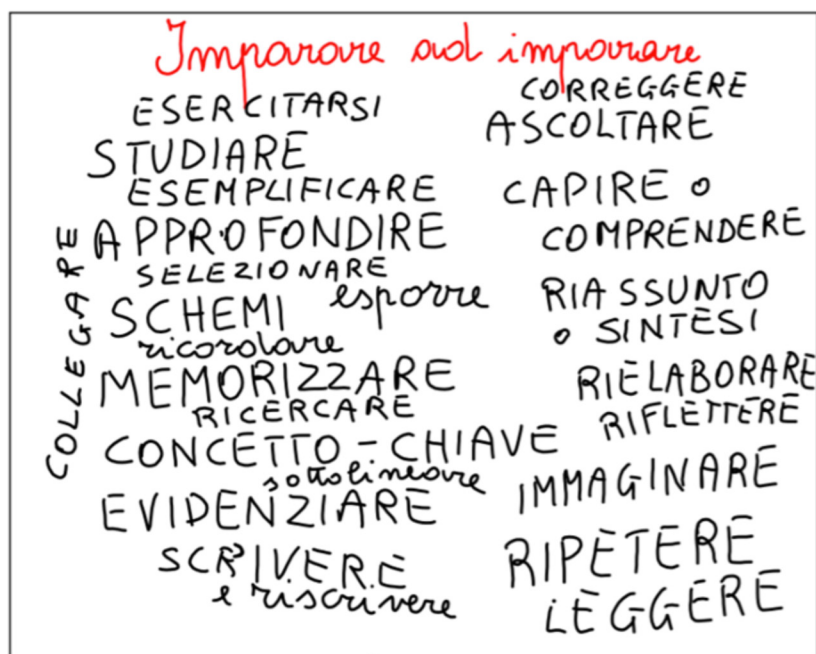 Imparare ad imparare
ESERCITARSI
STUDIARE
ESEMPLIFICARE
APPROFONDIRE
SELEZIONARE
esporre
SCHEMI
ricordare
MEMORIZZARE
RICERCARE
CONCETTO-CHIAVE
sottolineare
EVIDENZIARE
SCRIVERE
e riscrivere
COLLEGARE
CORREGGERE
ASCOLTARE
CAPIRE o
COMPRENDERE
RIASSUNTO
o SINTESI
RIELABORARE
RIFLETTERE
IMMAGINARE
RIPETERE
LEGGERE